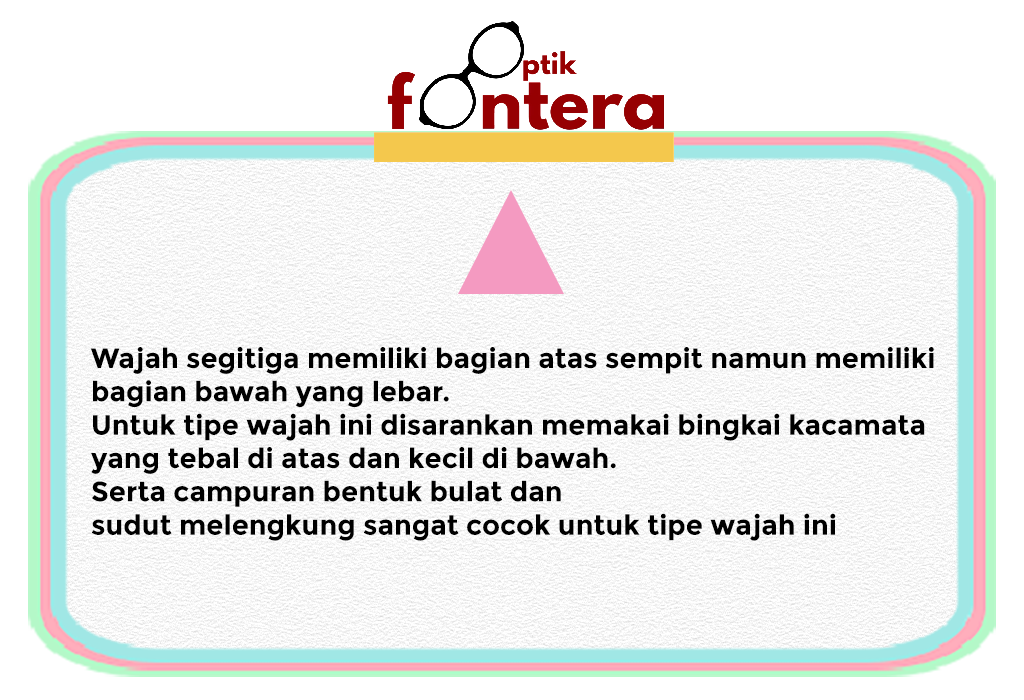 Optik
fontera
Wajah segitiga memiliki bagian atas sempit namun memiliki
bagian bawah yang lebar.
Untuk tipe wajah ini disarankan memakai bingkai kacamata
yang tebal di atas dan kecil di bawah.
Serta campuran bentuk bulat dan
sudut melengkung sangat cocok untuk tipe wajah ini